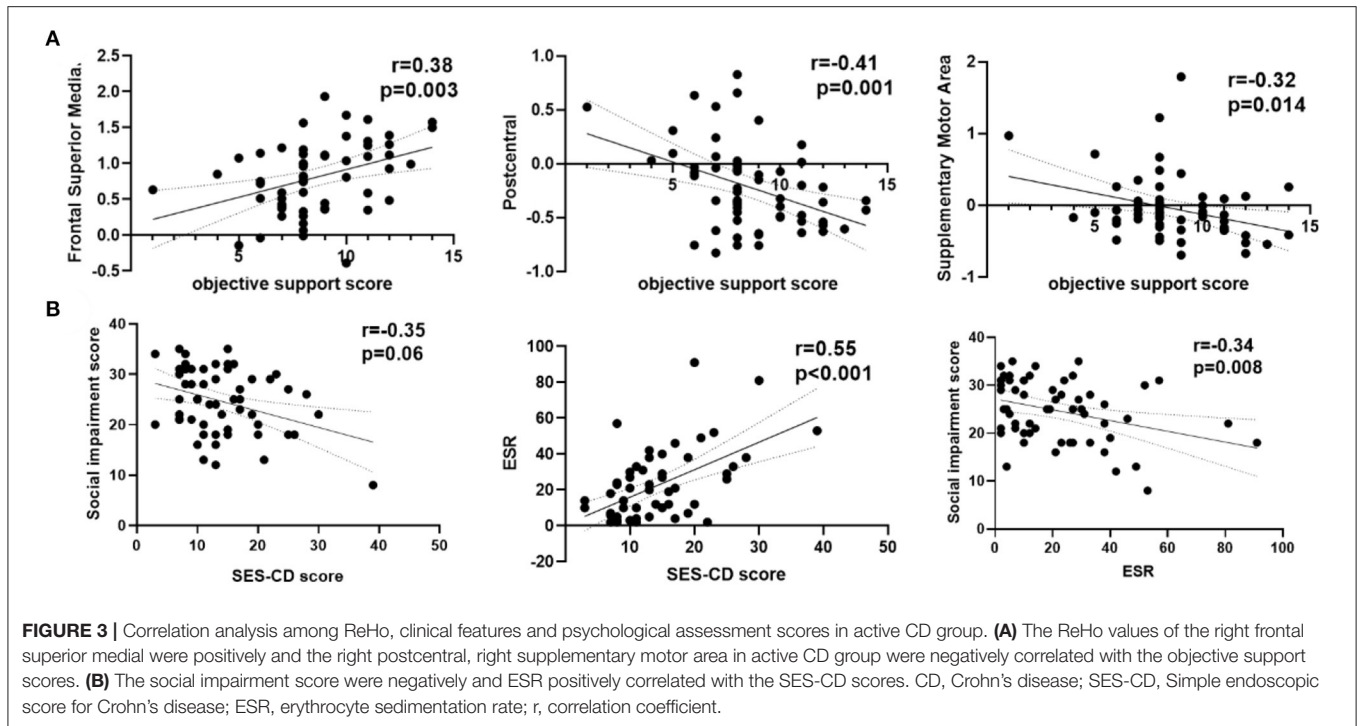 A
Frontal Superior Media.
2.5
2.0
1.5
1.0
0.5
0.0
-0.5
5
10
15
r=0.38
p=0.003
objective support score
Postcentral
1.0
0.5
0.0
-0.5
-1.0
5
10
15
r=-0.41
p=0.001
objective support score
Supplementary Motor Area
2
1
0
-1
5
10
15
r=-0.32
p=0.014
objective support score
B
Social impairment score
40
30
20
10
0
0
10
20
30
40
50
r=-0.35
p=0.06
SES-CD score
ESR
100
80
60
40
20
0
-20
10
20
30
40
50
r=0.55
p<0.001
SES-CD score
Social impairment score
40
30
20
10
0
0
20
40
60
80
100
r=-0.34
p=0.008
ESR
FIGURE 3 | Correlation analysis among ReHo, clinical features and psychological assessment scores in active CD group. (A) The ReHo values of the right frontal
superior medial were positively and the right postcentral, right supplementary motor area in active CD group were negatively correlated with the objective support
scores. (B) The social impairment score were negatively and ESR positively correlated with the SES-CD scores. CD, Crohn's disease; SES-CD, Simple endoscopic
score for Crohn's disease; ESR, erythrocyte sedimentation rate; r, correlation coefficient.